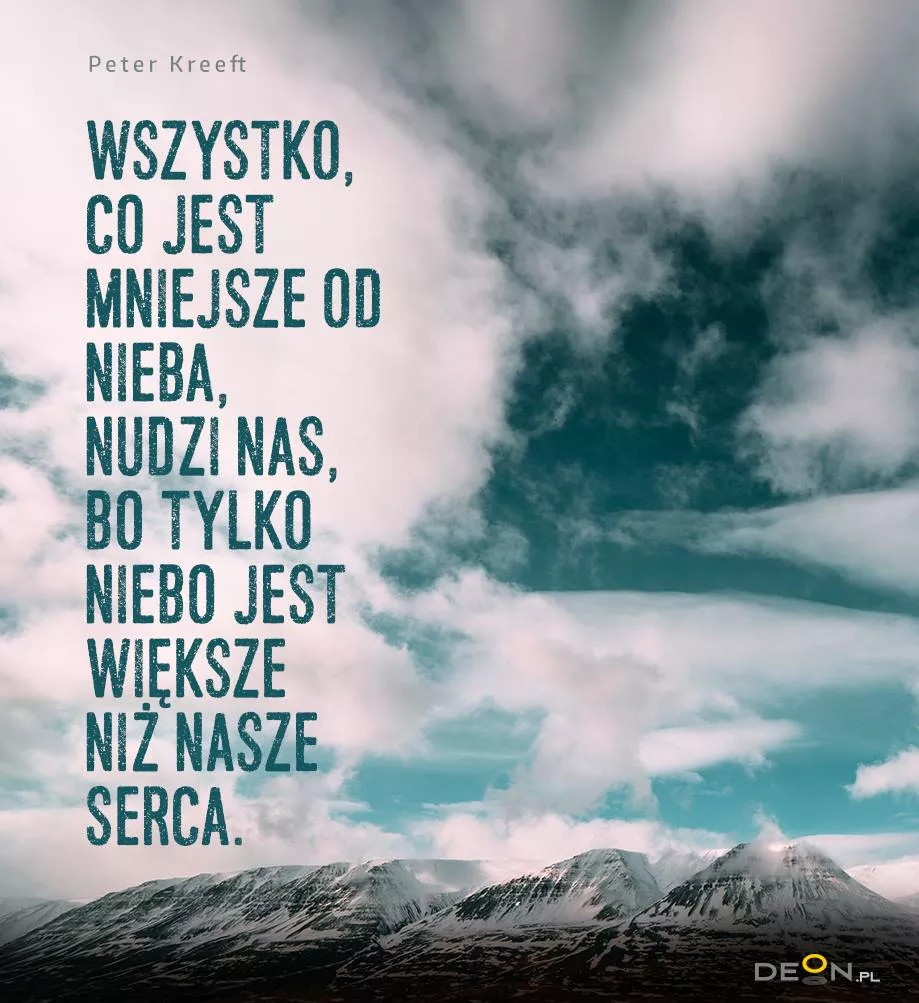 Peter Kreeft
WSZYSTKO,
CO JEST
MNIEJSZE OD
NIEBA,
NUDZI NAS,
BO TYLKO
NIEBO JEST
WIĘKSZE
NIŻ NASZE
SERCA.
DEON.PL